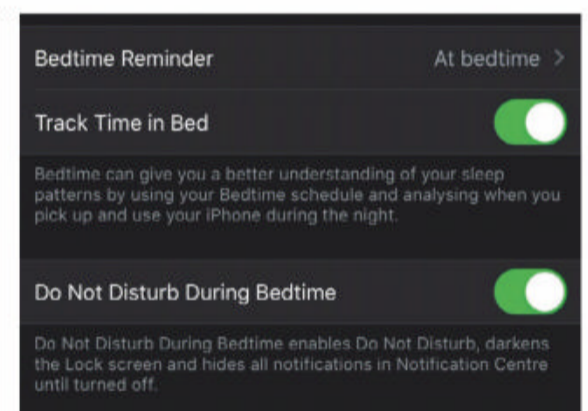 Bedtime Reminder At bedtime >
Track Time in Bed
Bedtime can give you a better understanding of your sleep
patterns by using your Bedtime schedule and analysing when you
pick up and use your iPhone during the night.
Do Not Disturb During Bedtime
Do Not Disturb During Bedtime enables Do Not Disturb, darkens
the Lock screen and hides all notifications in Notification Centre
until turned off.